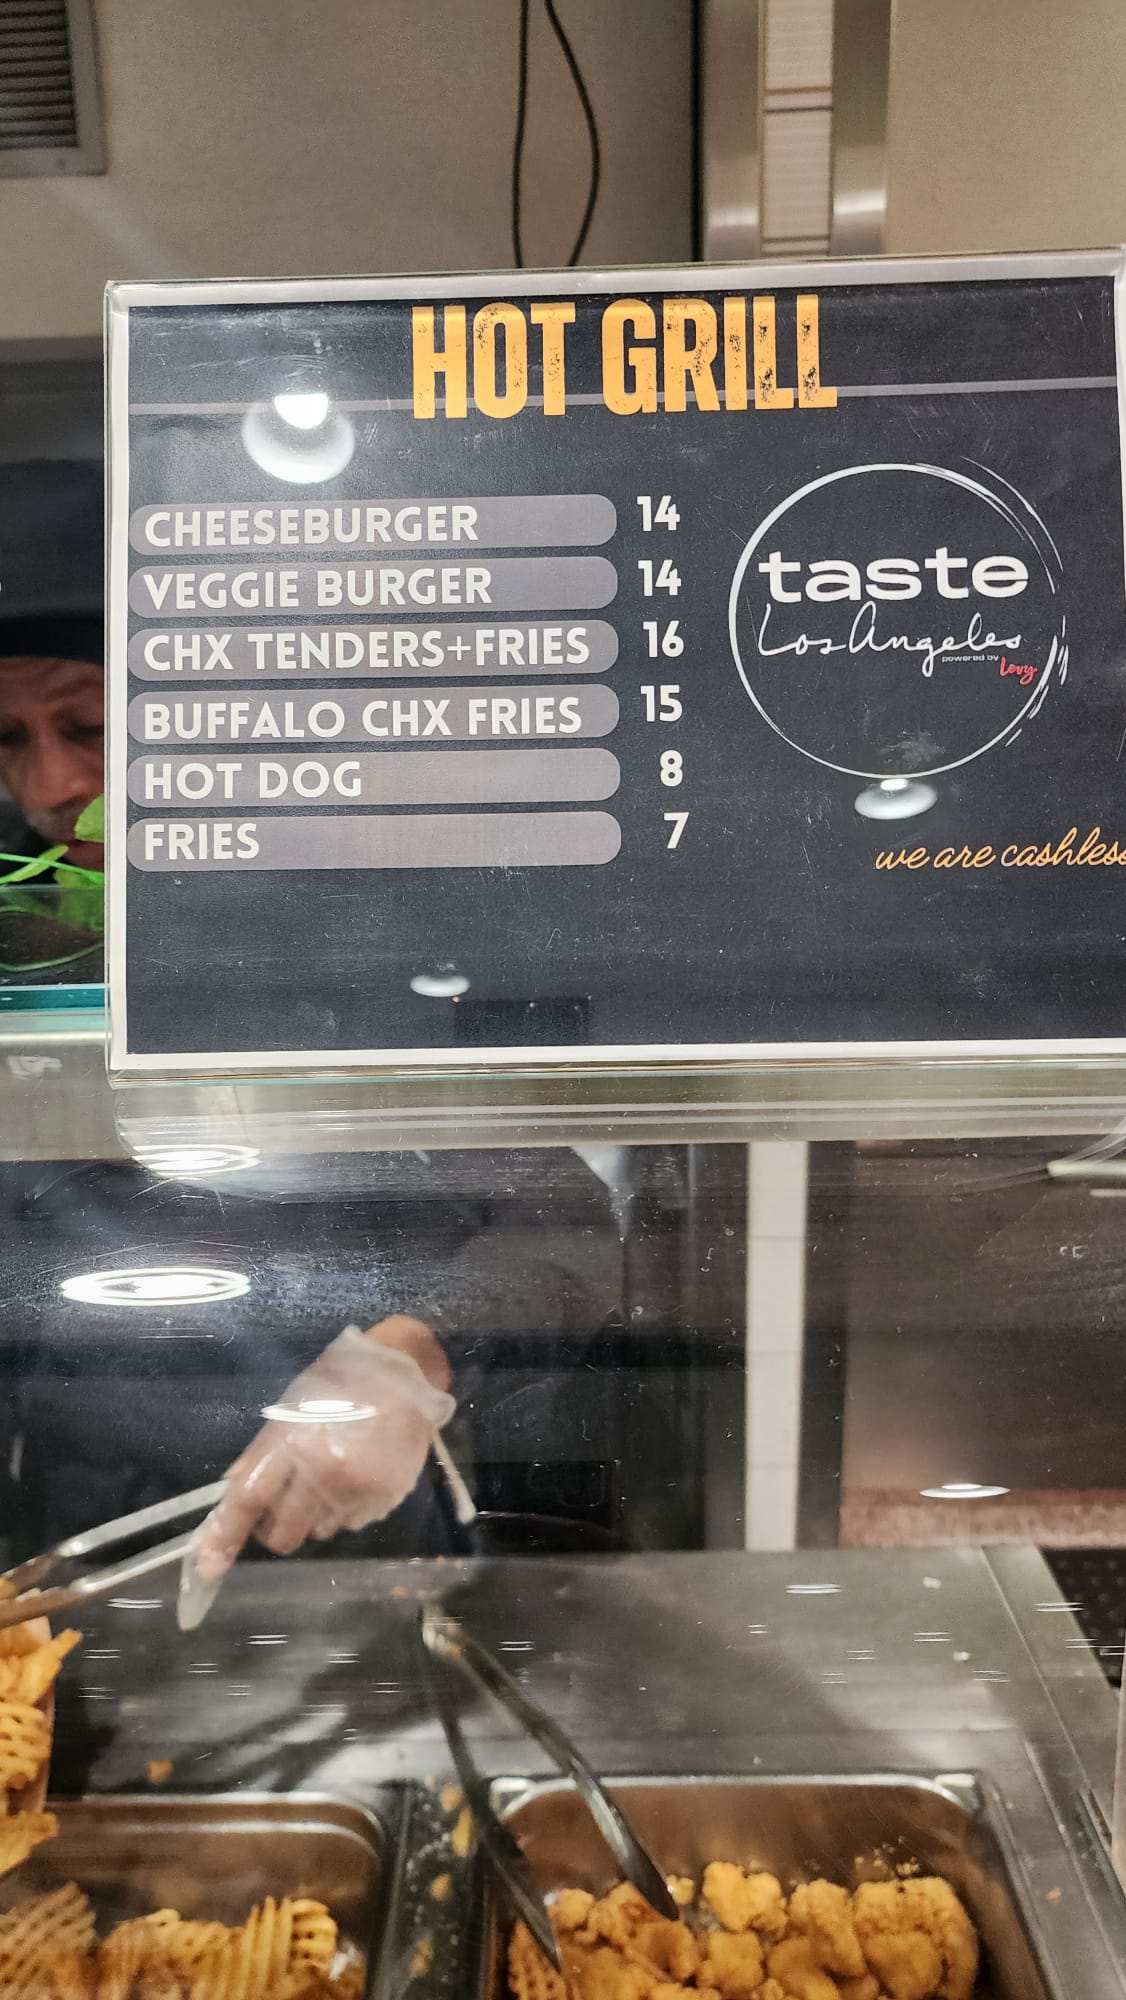 HOT GRILL
CHEESEBURGER 14
VEGGIE BURGER 14
CHX TENDERS+FRIES 16
BUFFALO CHX FRIES 15
HOT DOG 8
FRIES 7
taste
Los Angeles
powered by Levy
we are cashless